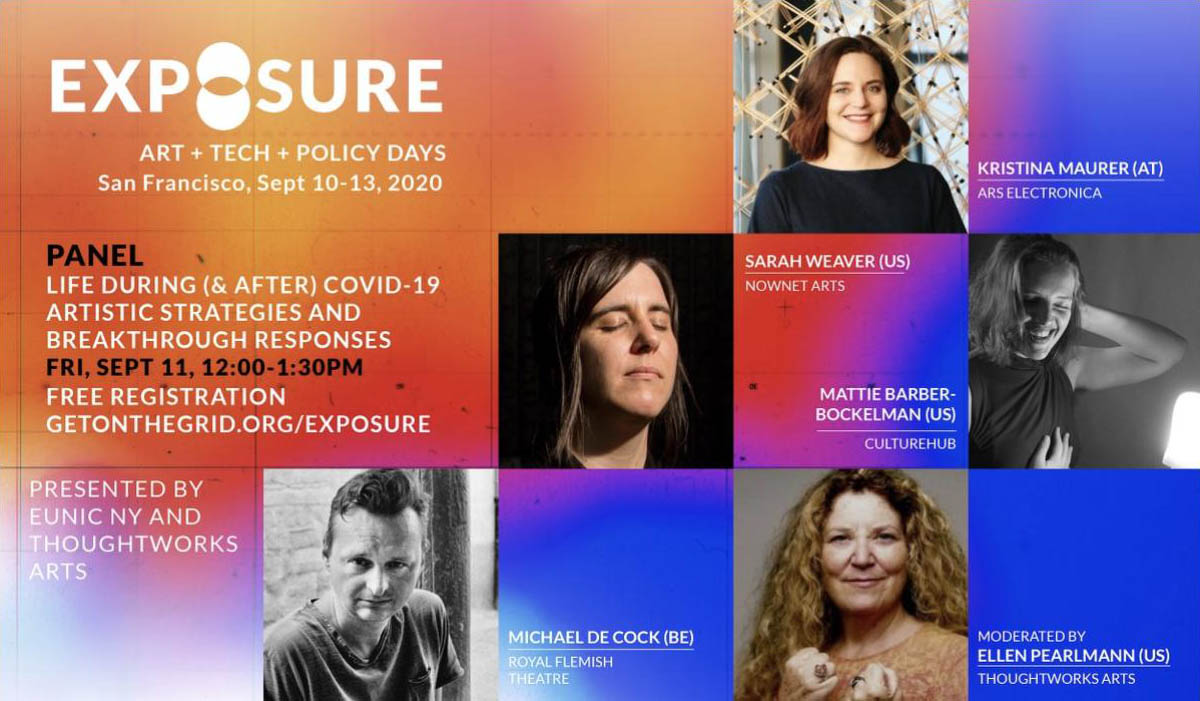 EXPOSURE
ART + TECH + POLICY DAYS
San Francisco, Sept 10-13, 2020
PANEL
LIFE DURING (& AFTER) COVID-19
ARTISTIC STRATEGIES AND
BREAKTHROUGH RESPONSES
FRI, SEPT 11, 12:00-1:30PM
FREE REGISTRATION
GETONTHEGRID.ORG/EXPOSURE
PRESENTED BY
EUNIC NY AND
THOUGHTWORKS
ARTS
KRISTINA MAURER (AT)
ARS ELECTRONICA
SARAH WEAVER (US)
NOWNET ARTS
MATTIE BARBER-
BOCKELMAN (US)
CULTUREHUB
MICHAEL DE COCK (BE)
ROYAL FLEMISH
THEATRE
MODERATED BY
ELLEN PEARLMANN (US)
THOUGHTWORKS ARTS